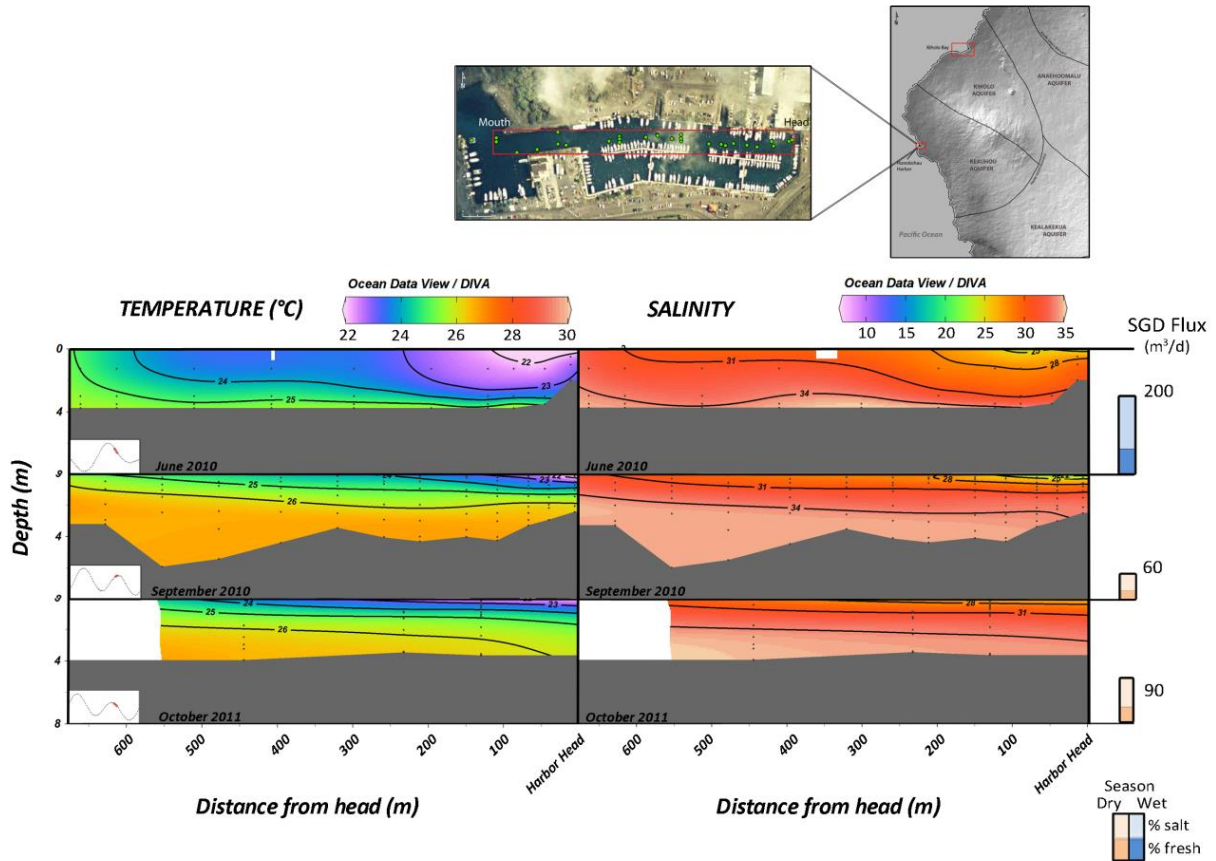 N
Kiholo Bay
ANAEHOOMALU
AQUIFER
KIHOLO
AQUIFER
N
Mouth
Head
Honokohau
Harbor
KEAUHOU
AQUIFER
KEALAKEKUA
AQUIFER
Pacific Ocean
Ocean Data View / DIVA
Ocean Data View / DIVA
TEMPERATURE (°C)
SALINITY
22 24 26 28 30
10 15 20 25 30 35
SGD Flux
(m³/d)
0
22
23
24
25
4
June 2010
31
28
25
34
June 2010
200
23
25
26
4
September 2010
25
28
31
34
September 2010
60
23
24
25
26
4
8
October 2011
28
31
October 2011
90
Depth (m)
600 500 400 300 200 100 Harbor Head
600 500 400 300 200 100 Harbor Head
Distance from head (m)
Distance from head (m)
Season
Dry Wet
% salt
% fresh